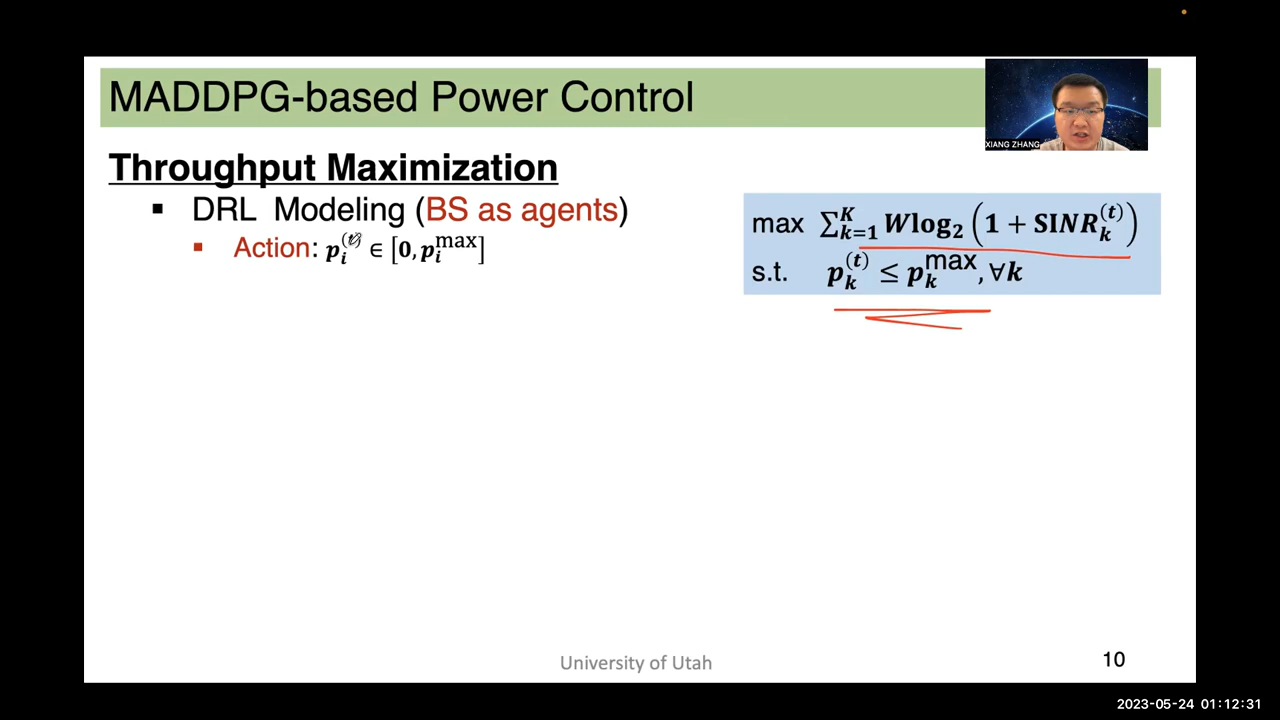 MADDPG-based Power Control
XIANG ZHANG
Throughput Maximization
▪ DRL Modeling (BS as agents)
▪ Action: p_i^(t) ∈ [0, p_i^max]
max ∑_{k=1}^{K} Wlog₂ (1 + SINR_k^(t))
s.t. p_k^(t) ≤ p_k^max, ∀k
University of Utah
10
2023-05-24 01:12:31